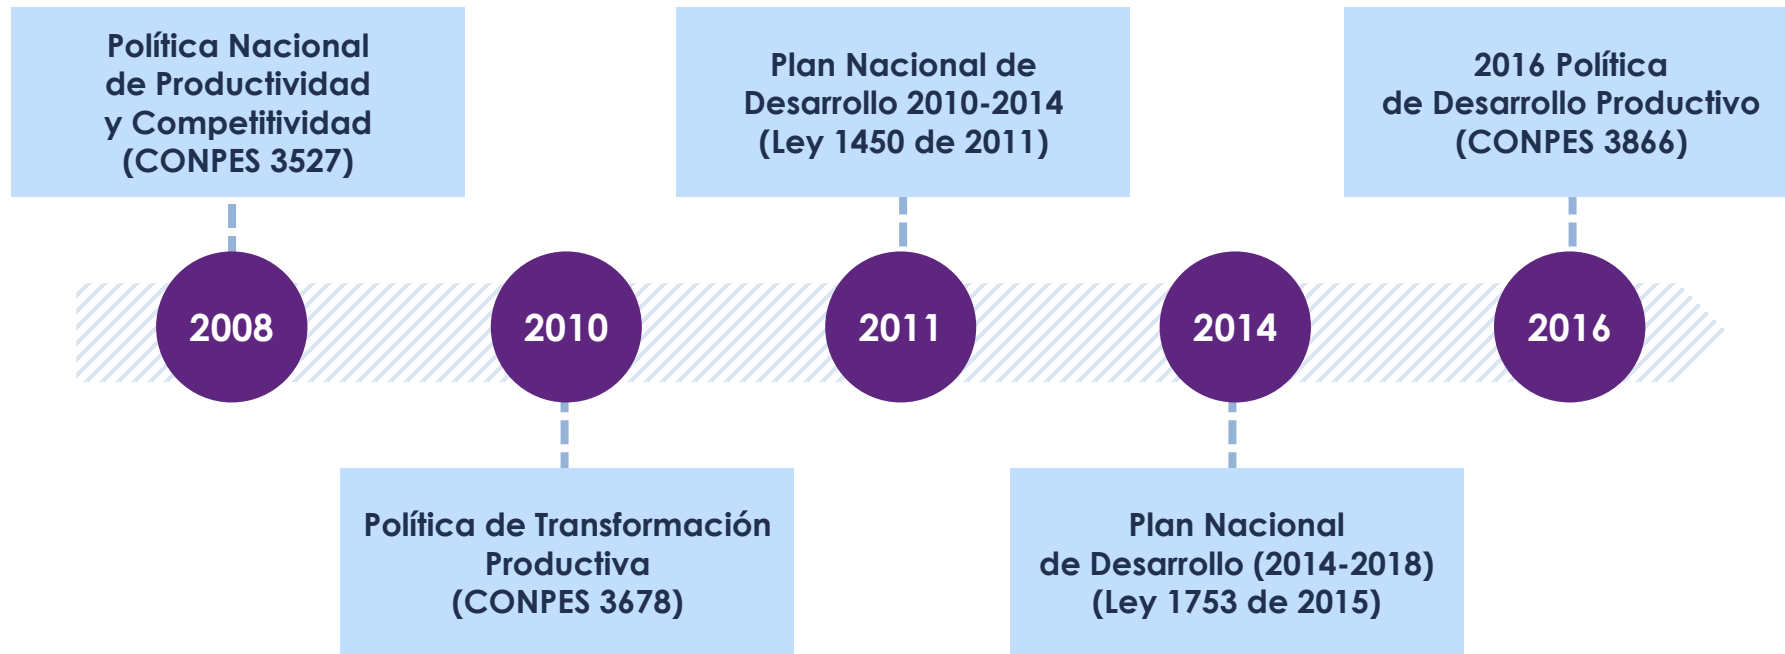 Política Nacional
de Productividad
y Competitividad
(CONPES 3527)
Plan Nacional de
Desarrollo 2010-2014
(Ley 1450 de 2011)
2016 Política
de Desarrollo Productivo
(CONPES 3866)
2008
2010
2011
2014
2016
Política de Transformación
Productiva
(CONPES 3678)
Plan Nacional
de Desarrollo (2014-2018)
(Ley 1753 de 2015)